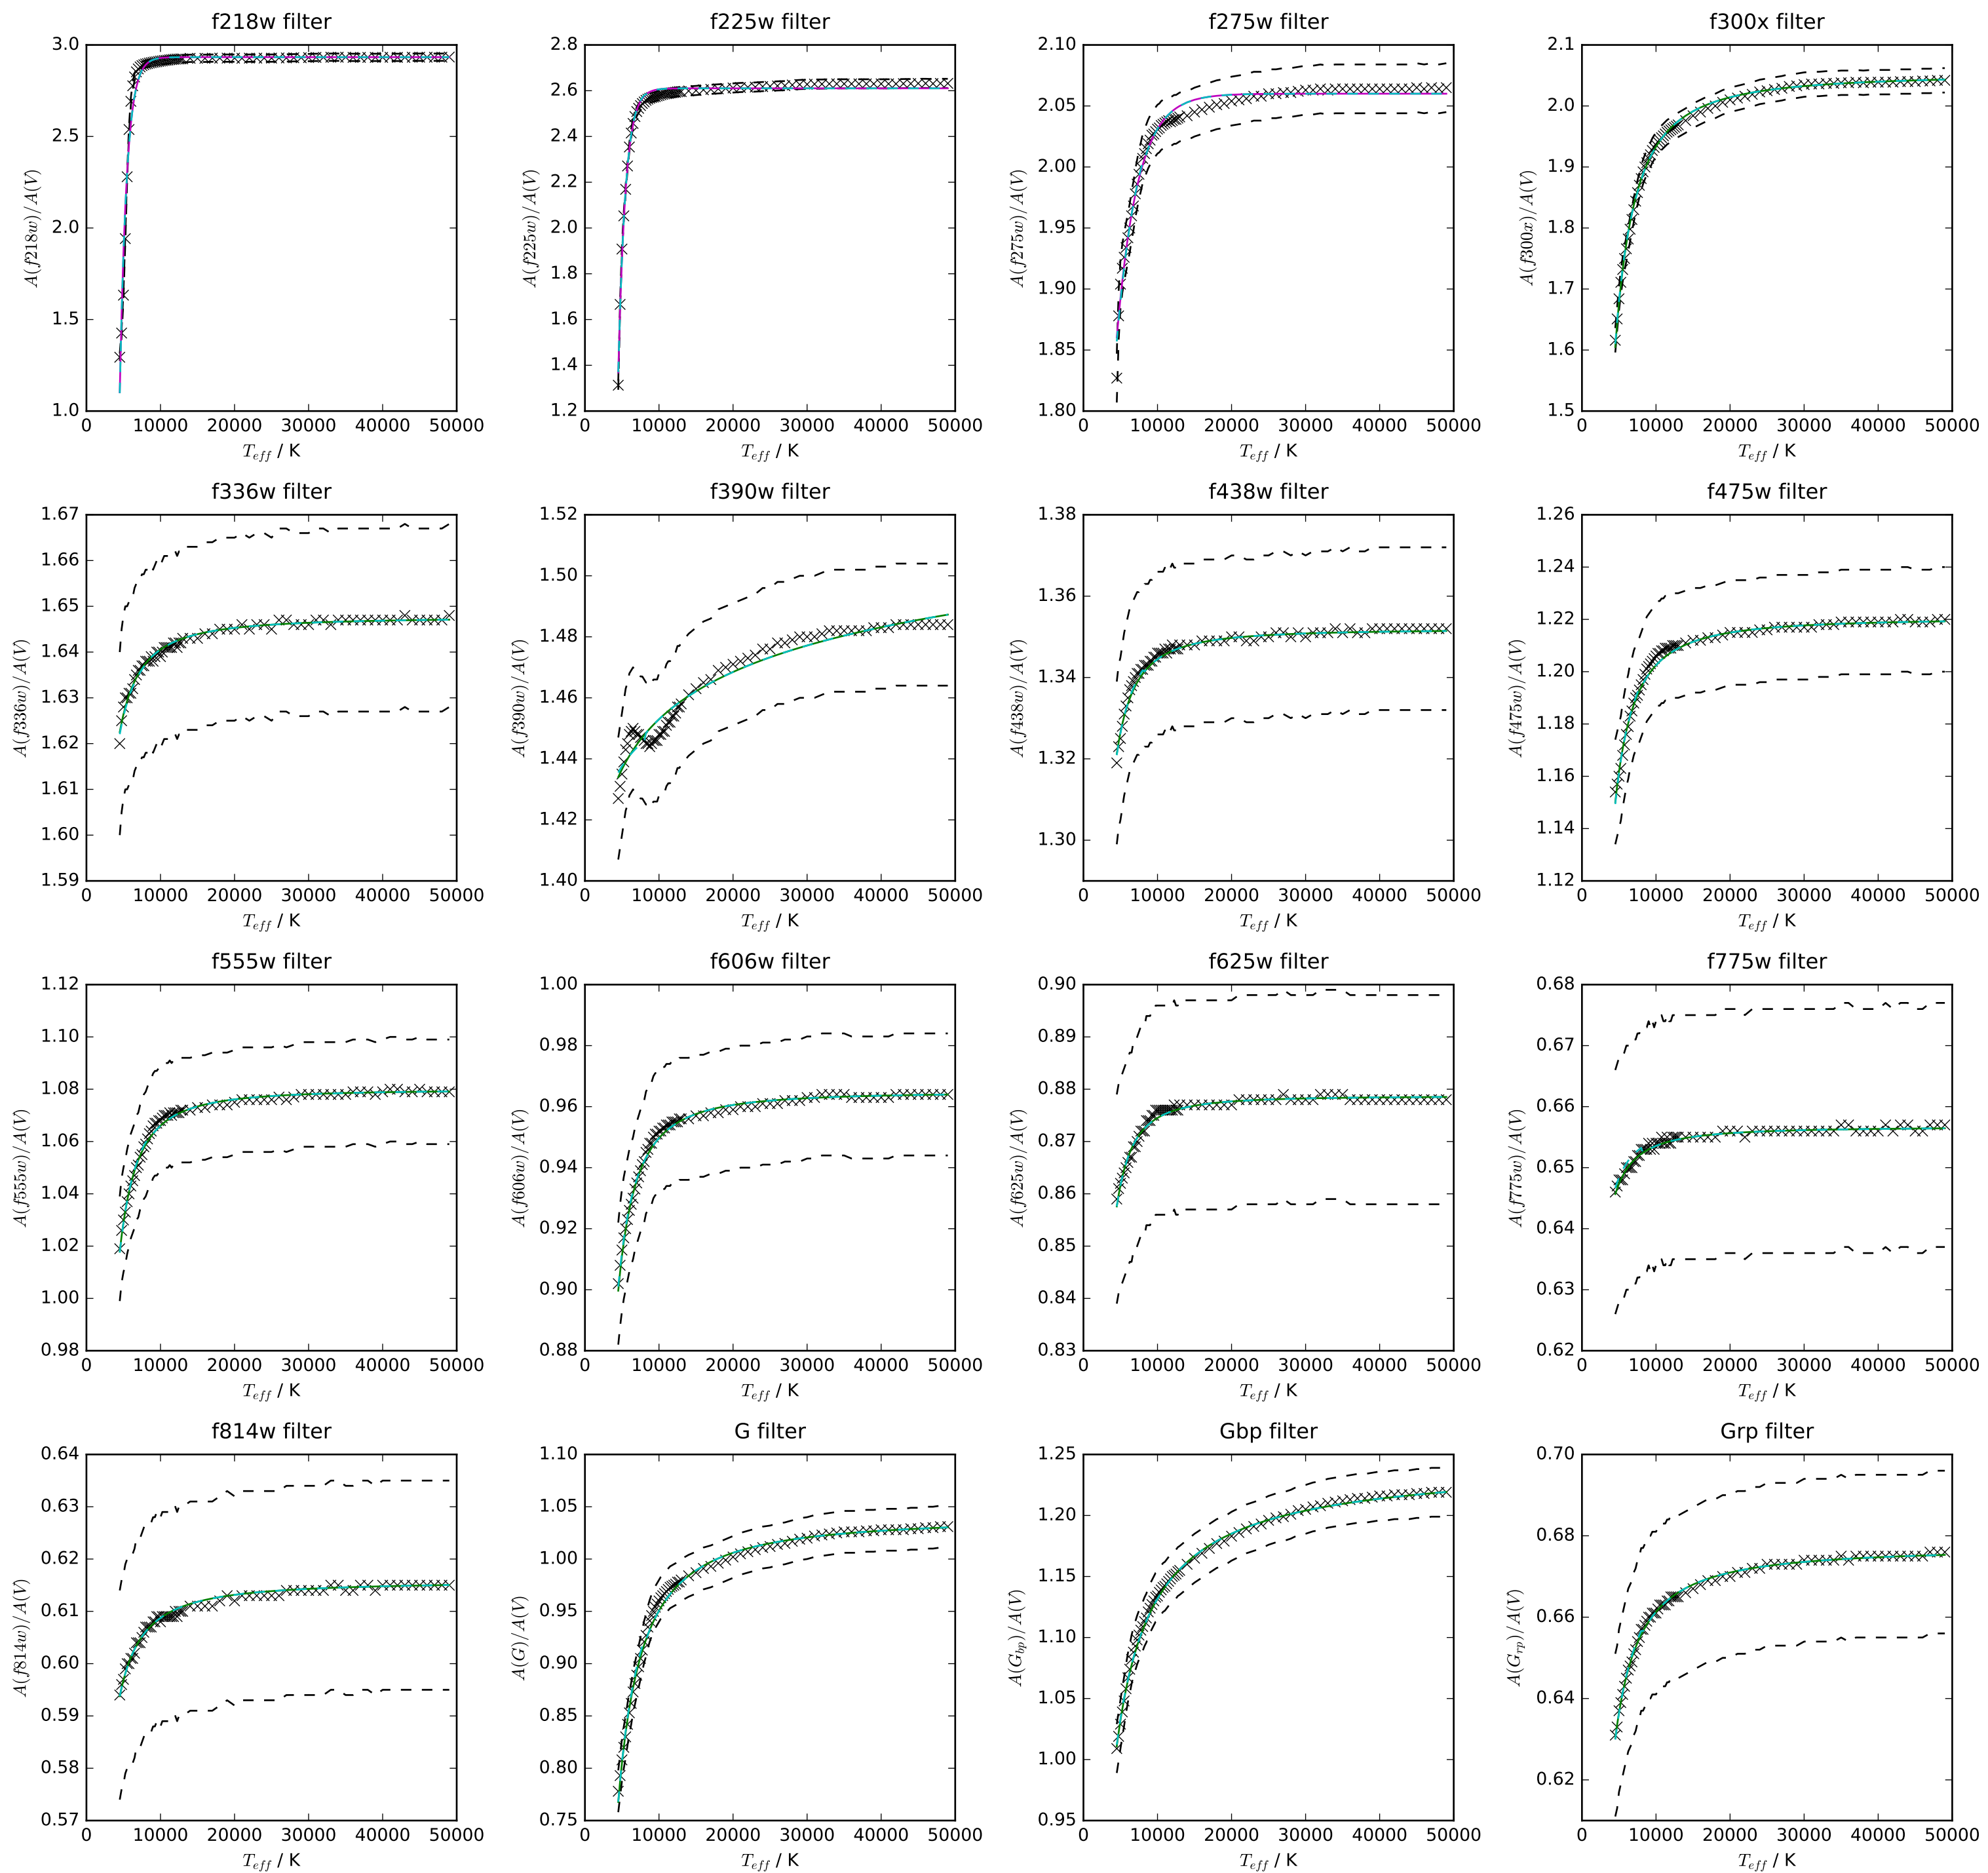 f218w filter
3.0
2.5
2.0
1.5
1.0
A(f218w)/A(V)
0 10000 20000 30000 40000 50000
T_eff / K
f225w filter
2.8
2.6
2.4
2.2
2.0
1.8
1.6
1.4
1.2
A(f225w)/A(V)
0 10000 20000 30000 40000 50000
T_eff / K
f275w filter
2.10
2.05
2.00
1.95
1.90
1.85
1.80
A(f275w)/A(V)
0 10000 20000 30000 40000 50000
T_eff / K
f300x filter
2.1
2.0
1.9
1.8
1.7
1.6
1.5
A(f300x)/A(V)
0 10000 20000 30000 40000 50000
T_eff / K
f336w filter
1.67
1.66
1.65
1.64
1.63
1.62
1.61
1.60
1.59
A(f336w)/A(V)
0 10000 20000 30000 40000 50000
T_eff / K
f390w filter
1.52
1.50
1.48
1.46
1.44
1.42
1.40
A(f390w)/A(V)
0 10000 20000 30000 40000 50000
T_eff / K
f438w filter
1.38
1.36
1.34
1.32
1.30
1.29
A(f438w)/A(V)
0 10000 20000 30000 40000 50000
T_eff / K
f475w filter
1.26
1.24
1.22
1.20
1.18
1.16
1.14
1.12
A(f475w)/A(V)
0 10000 20000 30000 40000 50000
T_eff / K
f555w filter
1.12
1.10
1.08
1.06
1.04
1.02
1.00
0.98
A(f555w)/A(V)
0 10000 20000 30000 40000 50000
T_eff / K
f606w filter
1.00
0.98
0.96
0.94
0.92
0.90
0.88
A(f606w)/A(V)
0 10000 20000 30000 40000 50000
T_eff / K
f625w filter
0.90
0.89
0.88
0.87
0.86
0.85
0.84
0.83
A(f625w)/A(V)
0 10000 20000 30000 40000 50000
T_eff / K
f775w filter
0.68
0.67
0.66
0.65
0.64
0.63
0.62
A(f775w)/A(V)
0 10000 20000 30000 40000 50000
T_eff / K
f814w filter
0.64
0.63
0.62
0.61
0.60
0.59
0.58
0.57
A(f814w)/A(V)
0 10000 20000 30000 40000 50000
T_eff / K
G filter
1.10
1.05
1.00
0.95
0.90
0.85
0.80
0.75
A(G)/A(V)
0 10000 20000 30000 40000 50000
T_eff / K
Gbp filter
1.25
1.20
1.15
1.10
1.05
1.00
0.95
A(G_bp)/A(V)
0 10000 20000 30000 40000 50000
T_eff / K
Grp filter
0.70
0.68
0.66
0.64
0.62
A(G_rp)/A(V)
0 10000 20000 30000 40000 50000
T_eff / K